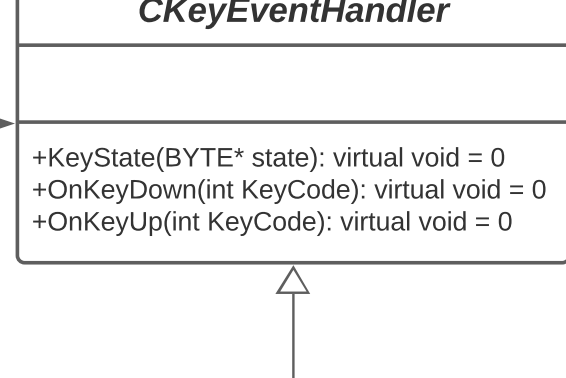 CKeyEventHandler
+KeyState(BYTE* state): virtual void = 0
+OnKeyDown(int KeyCode): virtual void = 0
+OnKeyUp(int KeyCode): virtual void = 0